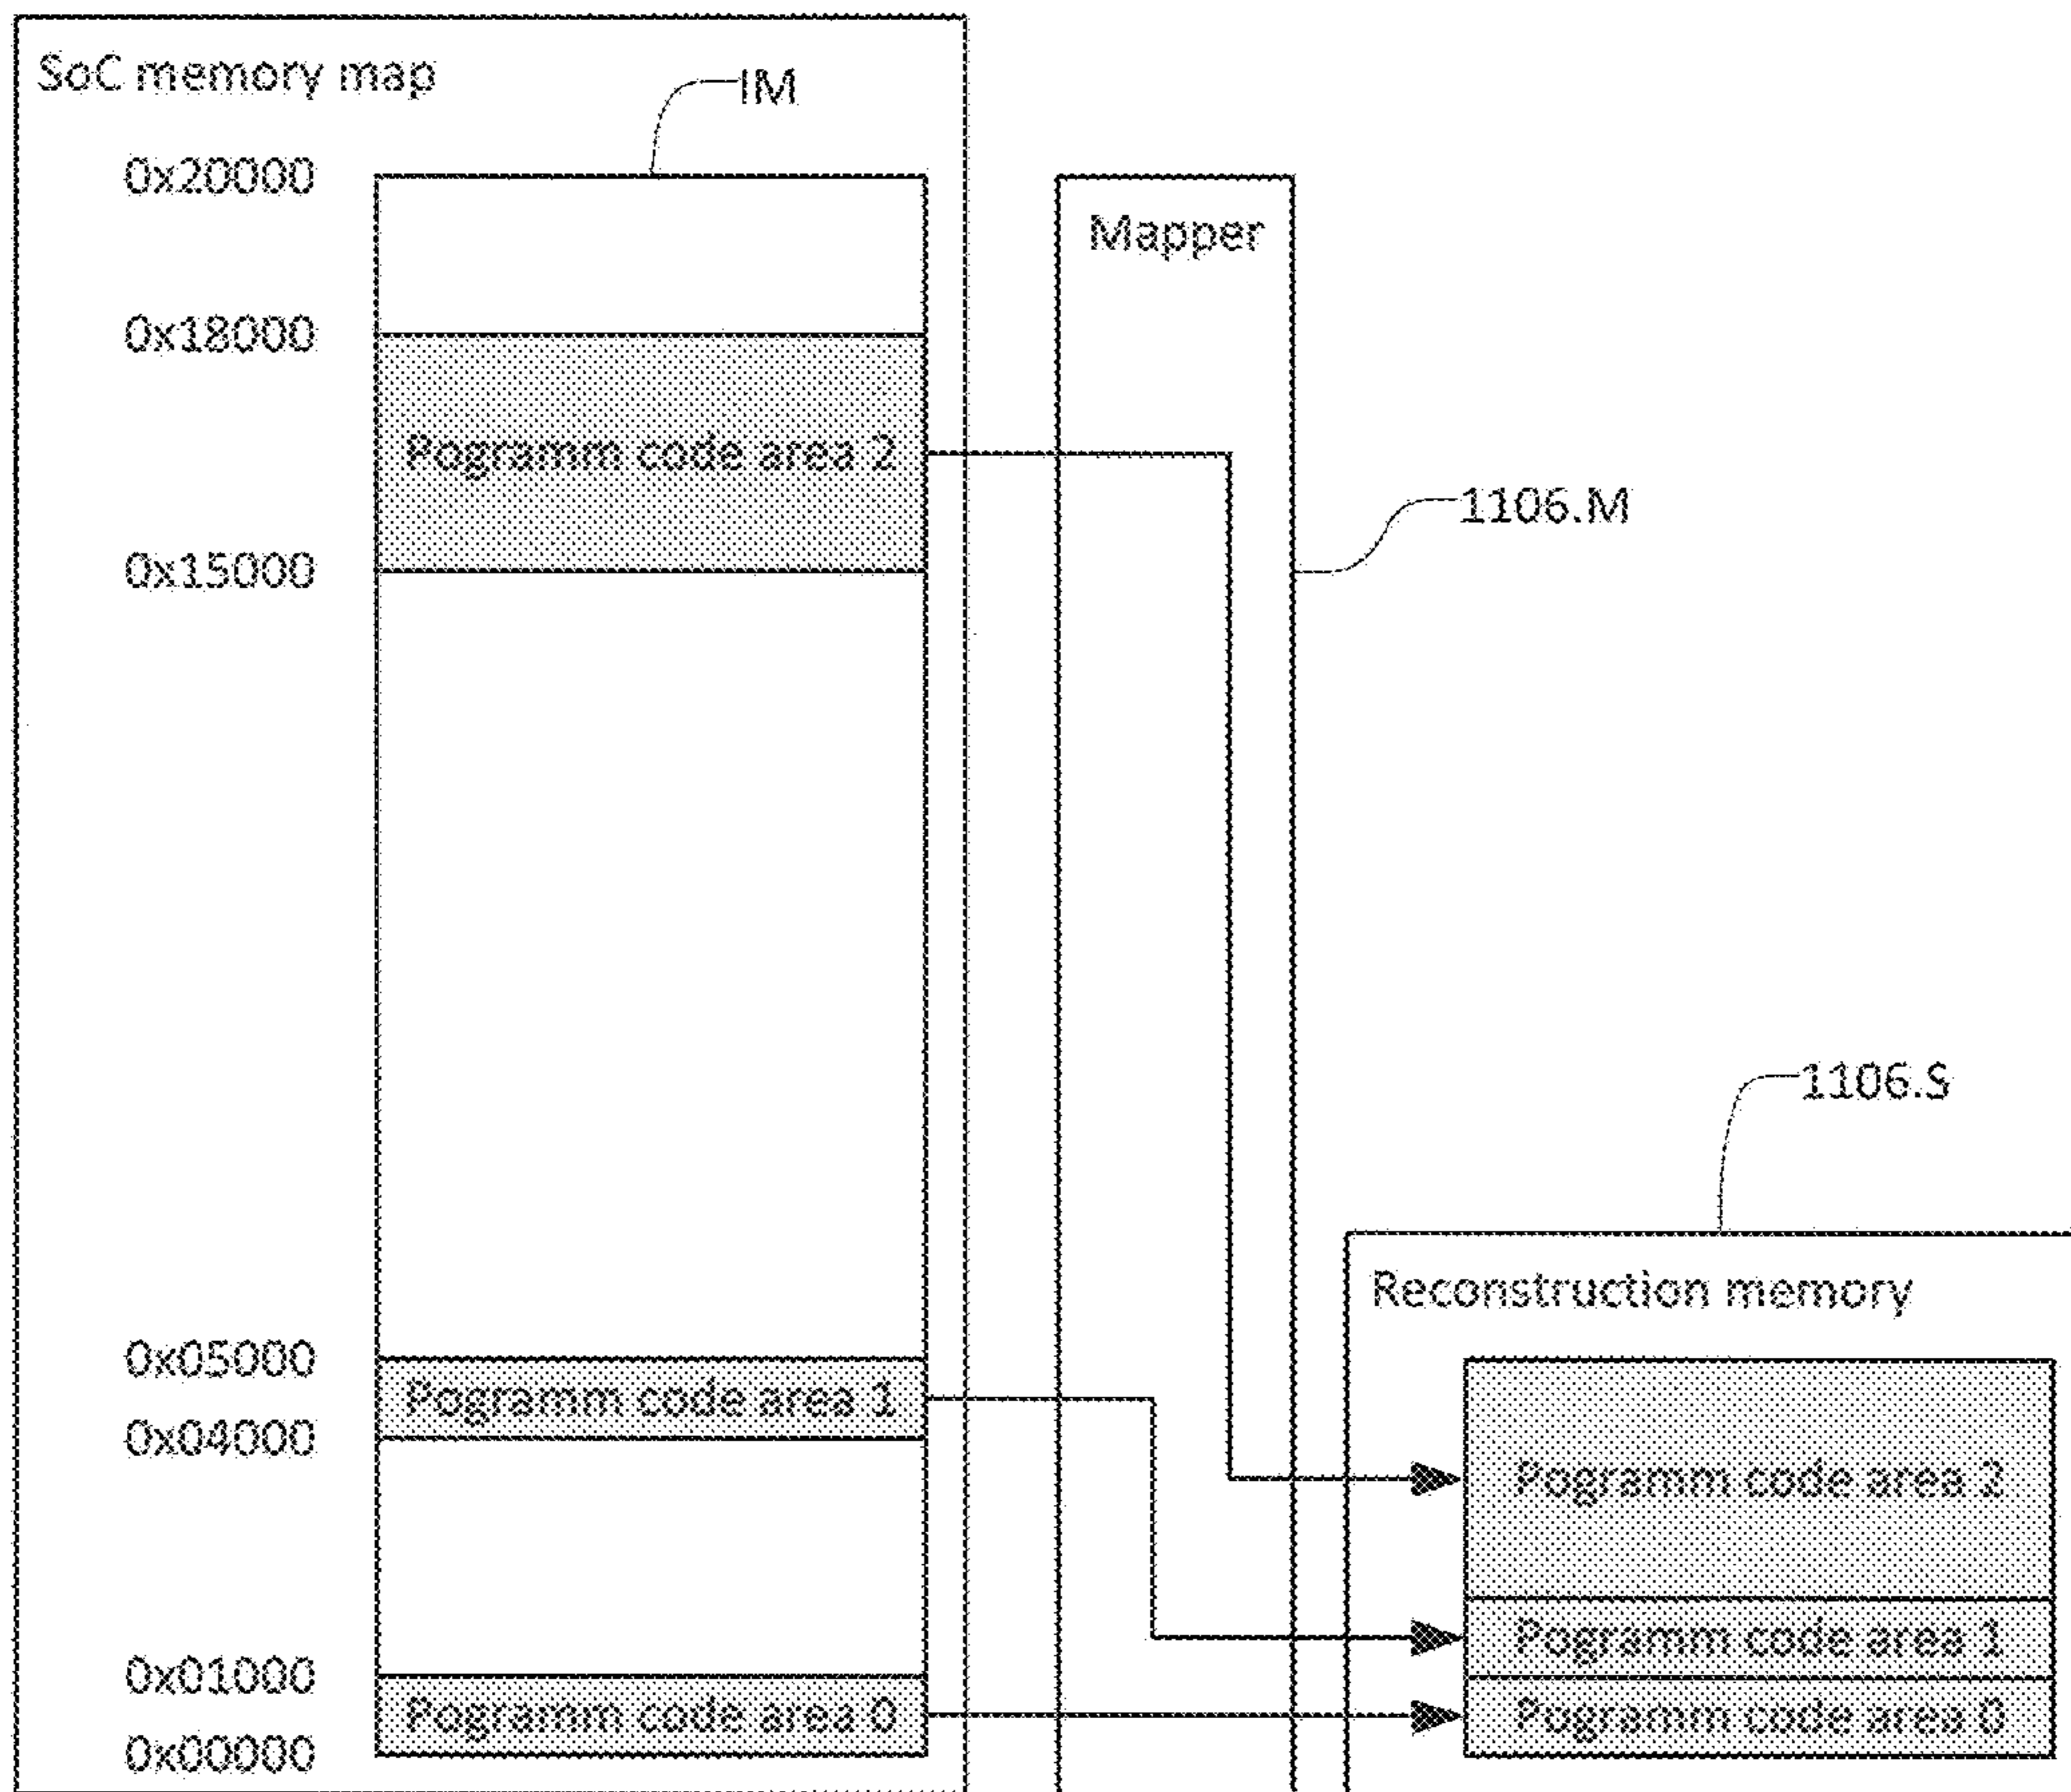 SoC memory map
IM
0x20000
Mapper
0x18000
Pogramm code area 2
1106.M
0x15000
1106.S
Reconstruction memory
0x05000
Pogramm code area 1
0x04000
Pogramm code area 2
Pogramm code area 1
0x01000
Pogramm code area 0
Pogramm code area 0
0x00000